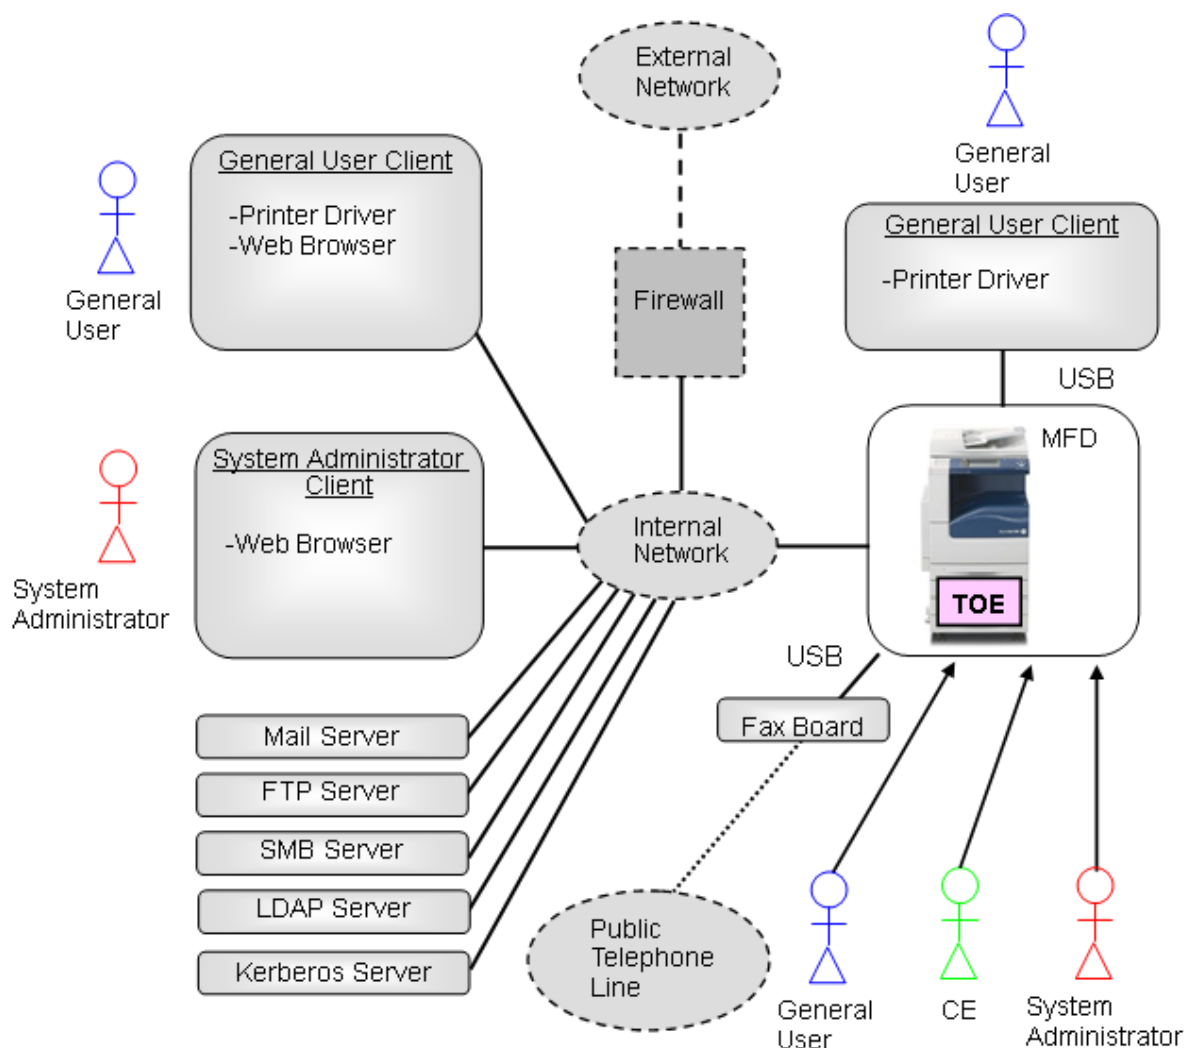 External
Network
General
User
General User Client
-Printer Driver
-Web Browser
General
User
General User Client
-Printer Driver
Firewall
USB
MFD
System Administrator
Client
-Web Browser
Internal
Network
System
Administrator
TOE
USB
Fax Board
Mail Server
FTP Server
SMB Server
LDAP Server
Kerberos Server
Public
Telephone
Line
General
User
CE
System
Administrator